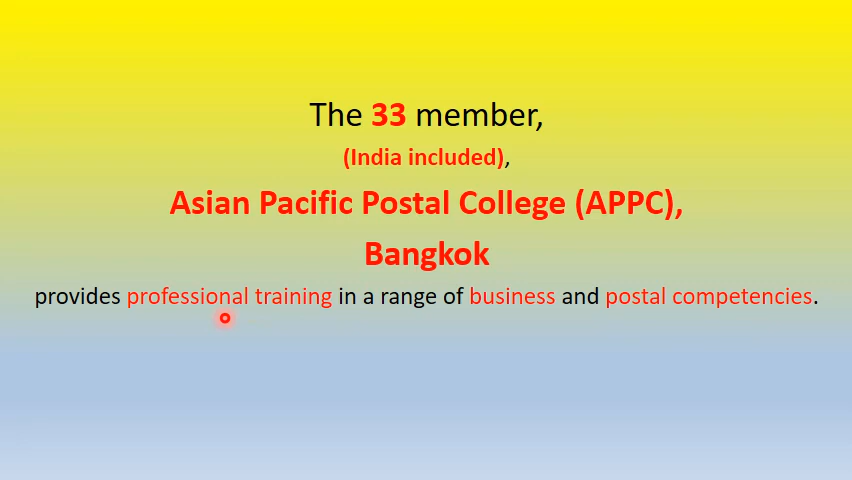 The 33 member,
(India included),
Asian Pacific Postal College (APPC),
Bangkok
provides professional training in a range of business and postal competencies.